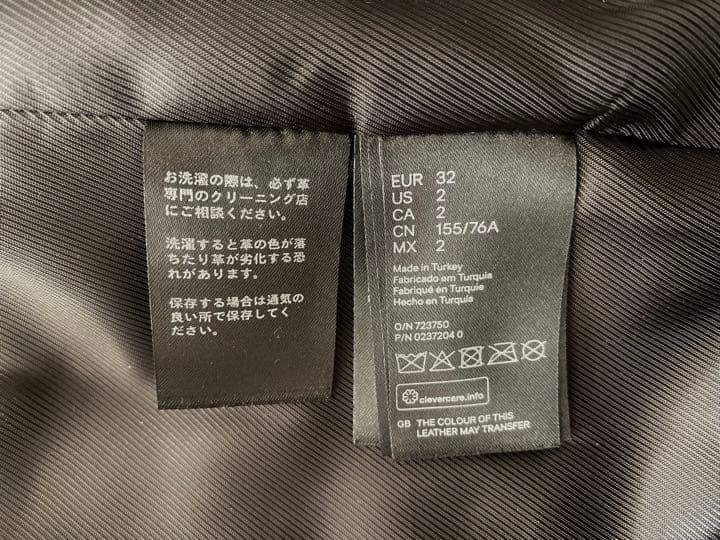 お洗濯の際は、必ず革
専門のクリーニング店
にご相談ください。
洗濯すると革の色が落
ちたり革が劣化する恐
れがあります。
保存する場合は通気の
良い所で保存してく
ださい。
EUR 32
US 2
CA 2
CN 155/76A
MX 2
Made in Turkey
Fabricado em Turquia
Fabriqué en Turquie
Hecho en Turquía
O/N 723750
P/N 0237204 0
clevercare.info
GB THE COLOUR OF THIS
LEATHER MAY TRANSFER